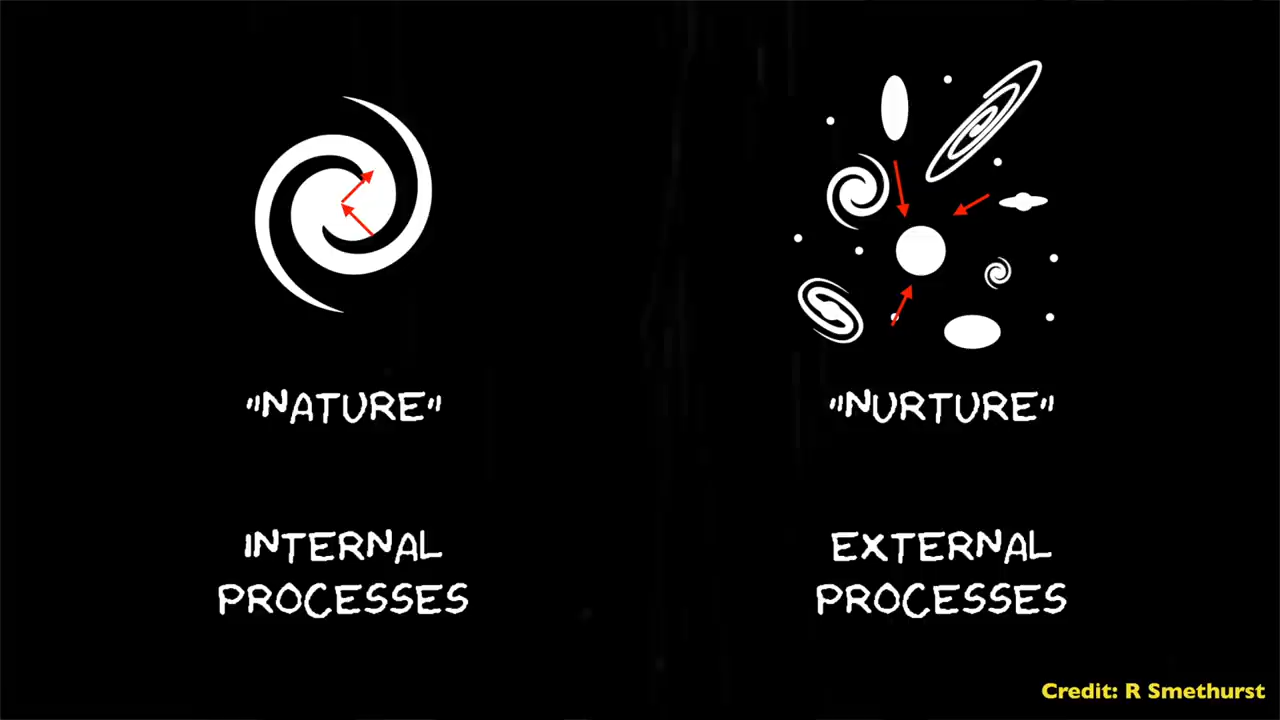 "NATURE"
"NURTURE"
INTERNAL
PROCESSES
EXTERNAL
PROCESSES
Credit: R Smethurst